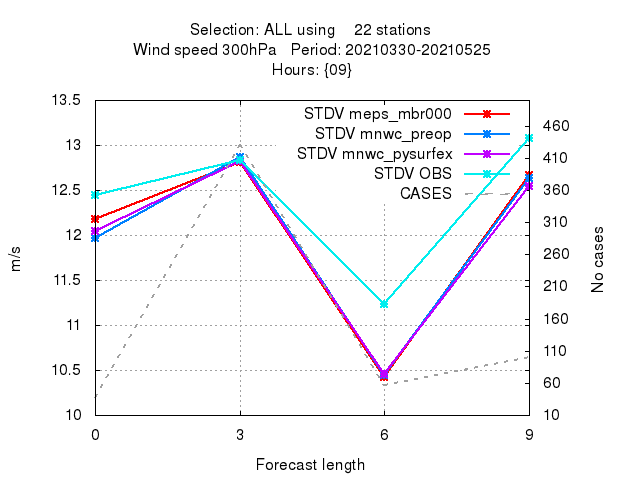 Selection: ALL using    22 stations
Wind speed 300hPa   Period: 20210330-20210525
Hours: {09}
STDV meps_mbr000
STDV mnwc_preop
STDV mnwc_pysurfex
STDV OBS
CASES
13.5
13
12.5
12
11.5
11
10.5
10
m/s
460
410
360
310
260
210
160
110
60
10
No cases
0 3 6 9
Forecast length